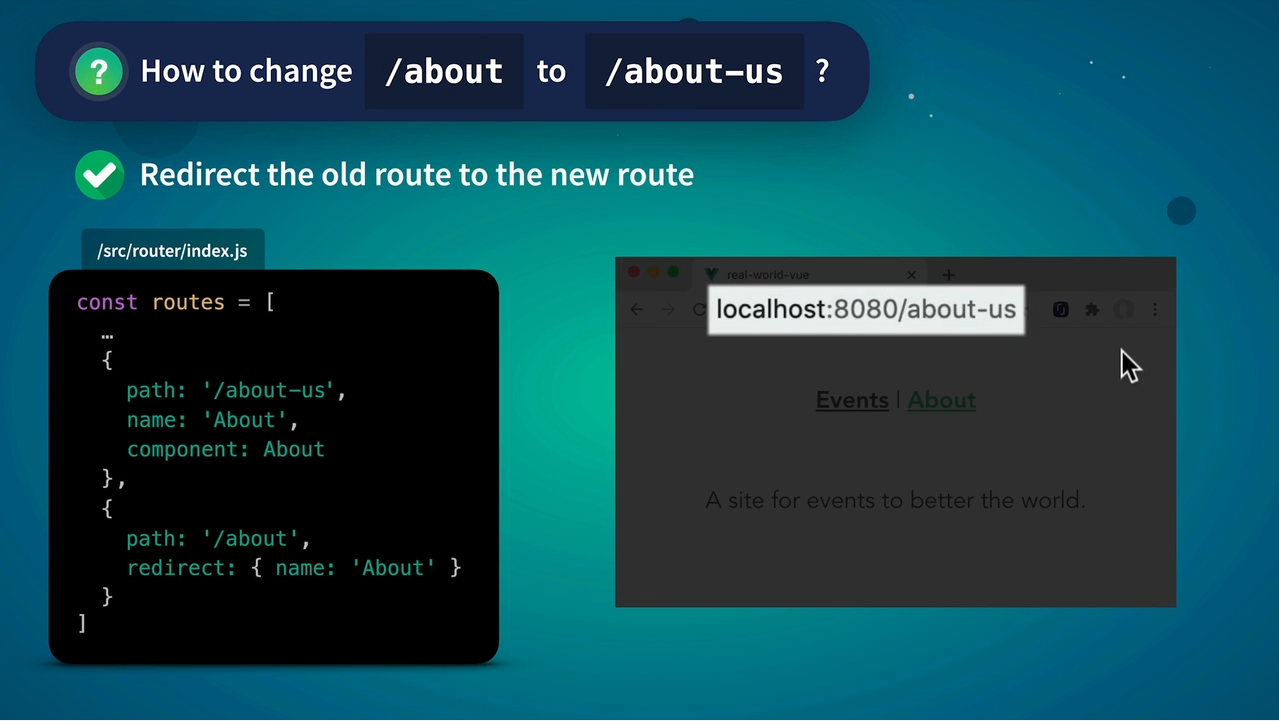 ? How to change /about to /about-us ?
Redirect the old route to the new route
/src/router/index.js
const routes = [
…
{
path: '/about-us',
name: 'About',
component: About
},
{
path: '/about',
redirect: { name: 'About' }
}
]
real-world-vue
localhost:8080/about-us
Events | About
A site for events to better the world.